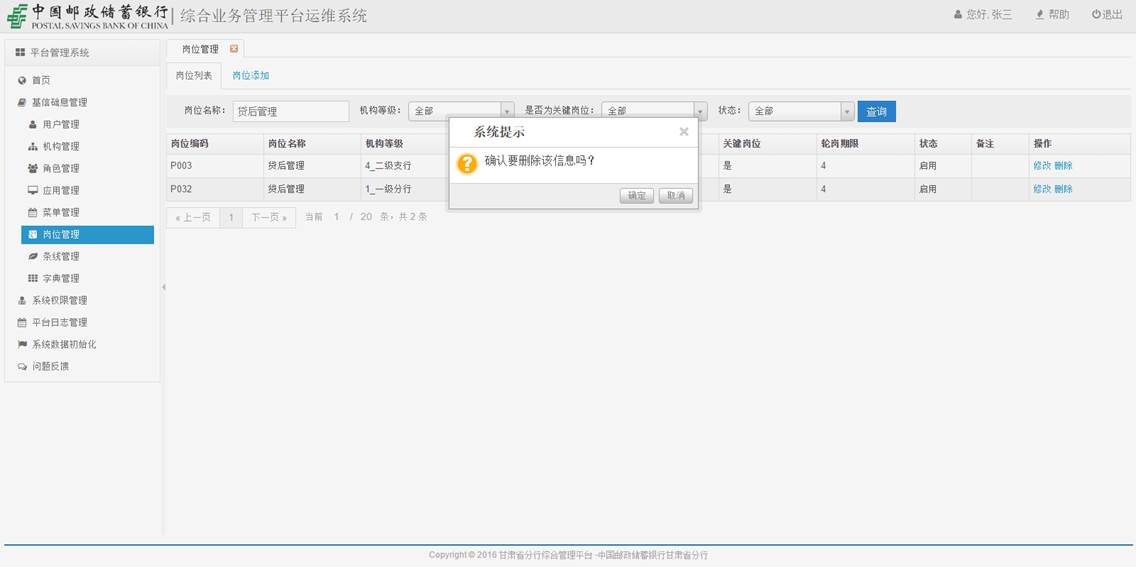 中国邮政储蓄银行 | 综合业务管理平台运维系统 您好, 张三 帮助 退出
POSTAL SAVINGS BANK OF CHINA
平台管理系统
首页
基信础息管理
用户管理
机构管理
角色管理
应用管理
菜单管理
岗位管理
条线管理
字典管理
系统权限管理
平台日志管理
系统数据初始化
问题反馈
岗位管理
岗位列表 岗位添加
岗位名称: 贷后管理 机构等级: 全部 是否为关键岗位: 全部 状态: 全部 查询
岗位编码 岗位名称 机构等级 关键岗位 轮岗期限 状态 备注 操作
P003 贷后管理 4_二级支行 是 4 启用 修改 删除
P032 贷后管理 1_一级分行 是 4 启用 修改 删除
« 上一页 1 下一页 » 当前 1 / 20 条, 共 2 条
系统提示
确认要删除该信息吗?
确定 取消
Copyright © 2016 甘肃省分行综合管理平台 -中国邮政储蓄银行甘肃省分行